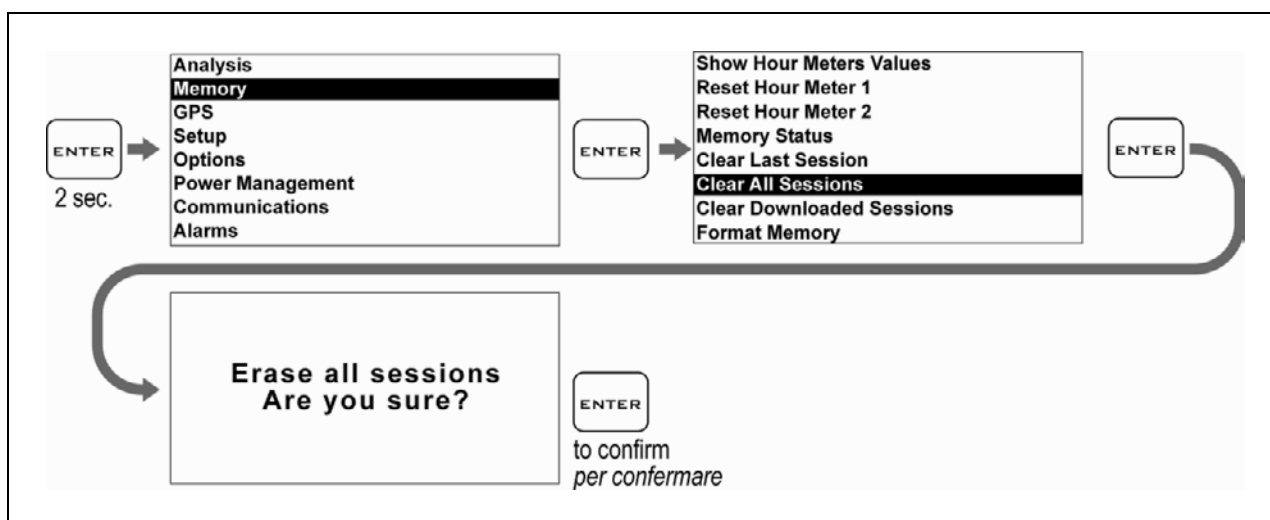 ENTER
2 sec.
Analysis
Memory
GPS
Setup
Options
Power Management
Communications
Alarms
ENTER
Show Hour Meters Values
Reset Hour Meter 1
Reset Hour Meter 2
Memory Status
Clear Last Session
Clear All Sessions
Clear Downloaded Sessions
Format Memory
ENTER
Erase all sessions
Are you sure?
ENTER
to confirm
per confermare